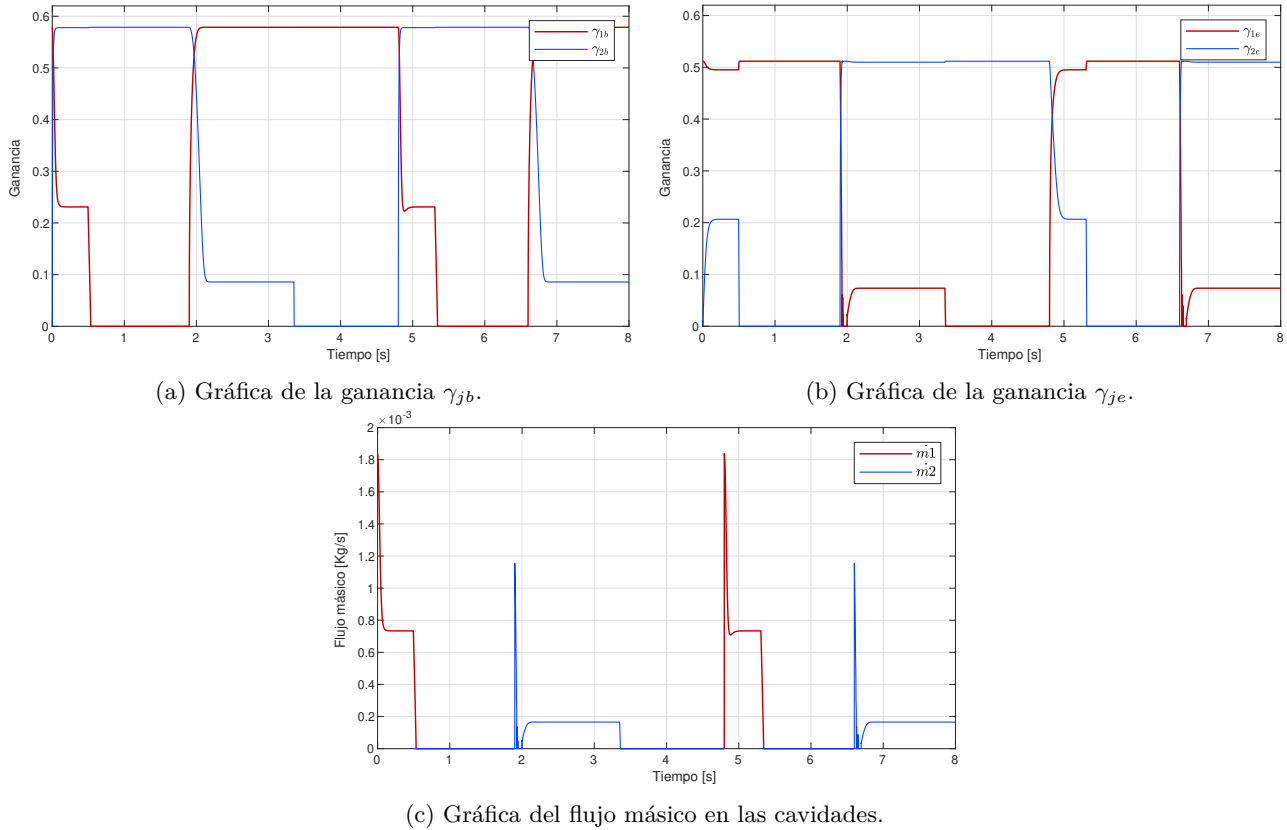 0.6
0.5
0.4
0.3
0.2
0.1
0
Ganancia
0 1 2 3 4 5 6 7 8
Tiempo [s]
γ1b
γ2b
(a) Gráfica de la ganancia γjb.
0.6
0.5
0.4
0.3
0.2
0.1
0
Ganancia
0 1 2 3 4 5 6 7 8
Tiempo [s]
γ1e
γ2e
(b) Gráfica de la ganancia γje.
×10-3
2
1.8
1.6
1.4
1.2
1
0.8
0.6
0.4
0.2
0
Flujo másico [Kg/s]
0 1 2 3 4 5 6 7 8
Tiempo [s]
ṁ1
ṁ2
(c) Gráfica del flujo másico en las cavidades.